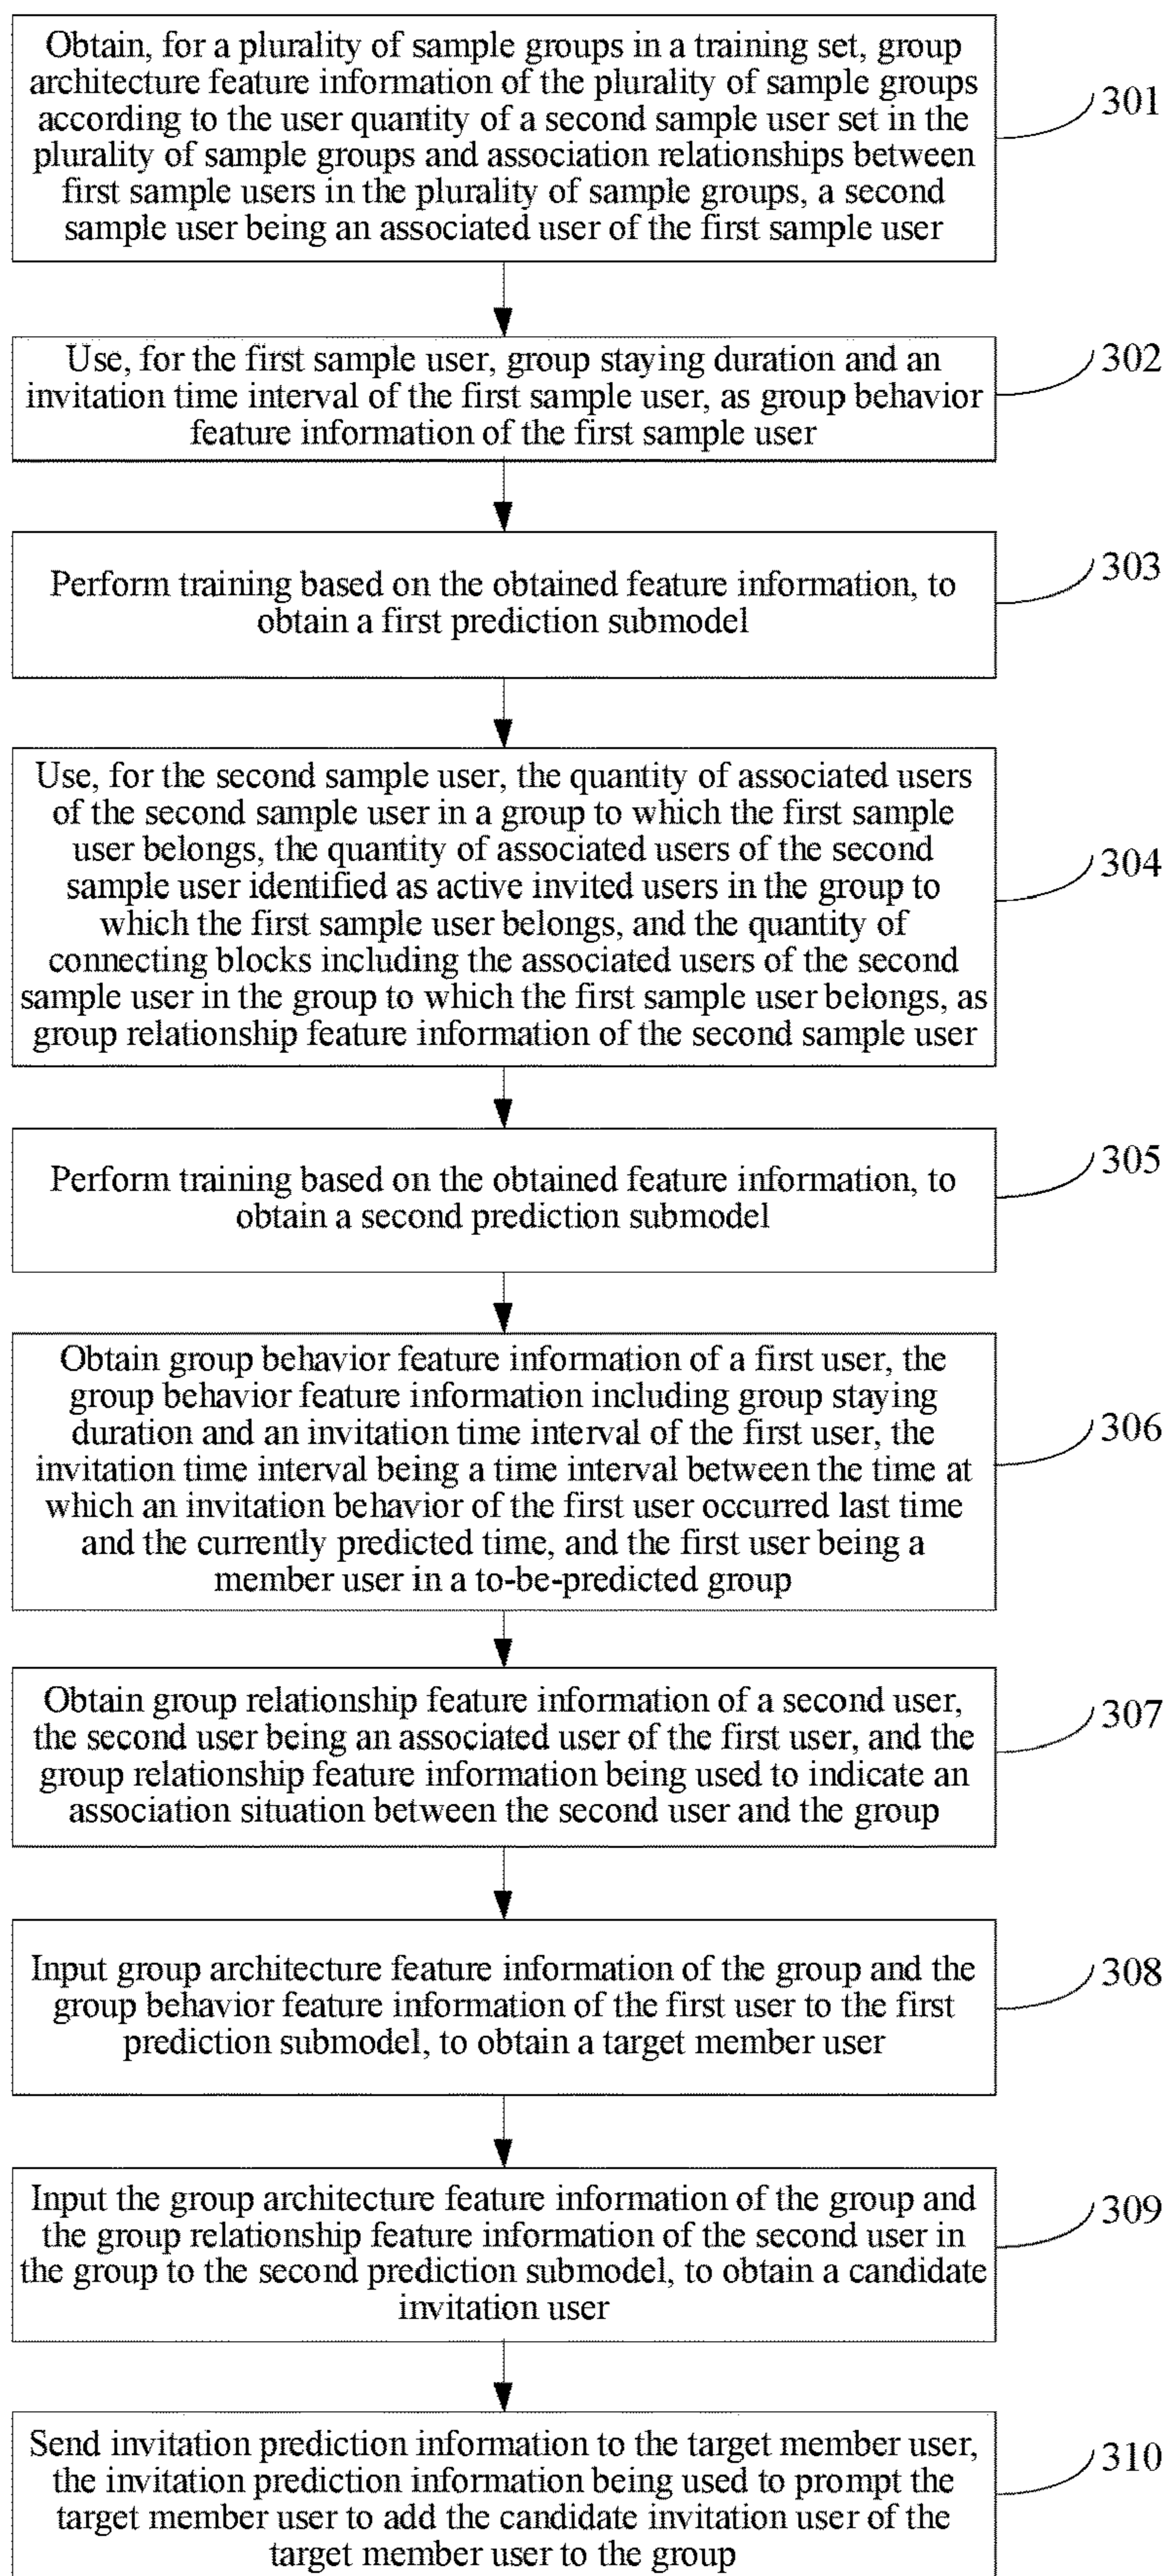 Obtain, for a plurality of sample groups in a training set, group
architecture feature information of the plurality of sample groups
according to the user quantity of a second sample user set in the
plurality of sample groups and association relationships between
first sample users in the plurality of sample groups, a second
sample user being an associated user of the first sample user
301
Use, for the first sample user, group staying duration and an
invitation time interval of the first sample user, as group behavior
feature information of the first sample user
302
Perform training based on the obtained feature information, to
obtain a first prediction submodel
303
Use, for the second sample user, the quantity of associated users
of the second sample user in a group to which the first sample
user belongs, the quantity of associated users of the second
sample user identified as active invited users in the group to
which the first sample user belongs, and the quantity of
connecting blocks including the associated users of the second
sample user in the group to which the first sample user belongs, as
group relationship feature information of the second sample user
304
Perform training based on the obtained feature information, to
obtain a second prediction submodel
305
Obtain group behavior feature information of a first user, the
group behavior feature information including group staying
duration and an invitation time interval of the first user, the
invitation time interval being a time interval between the time at
which an invitation behavior of the first user occurred last time
and the currently predicted time, and the first user being a
member user in a to-be-predicted group
306
Obtain group relationship feature information of a second user,
the second user being an associated user of the first user, and the
group relationship feature information being used to indicate an
association situation between the second user and the group
307
Input group architecture feature information of the group and the
group behavior feature information of the first user to the first
prediction submodel, to obtain a target member user
308
Input the group architecture feature information of the group and
the group relationship feature information of the second user in
the group to the second prediction submodel, to obtain a candidate
invitation user
309
Send invitation prediction information to the target member user,
the invitation prediction information being used to prompt the
target member user to add the candidate invitation user of the
target member user to the group
310